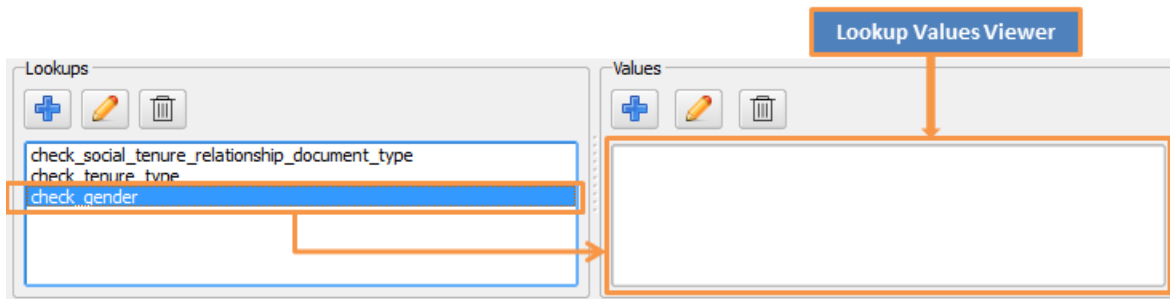 Lookup Values Viewer
Lookups
Values
check_social_tenure_relationship_document_type
check_tenure_type
check_gender